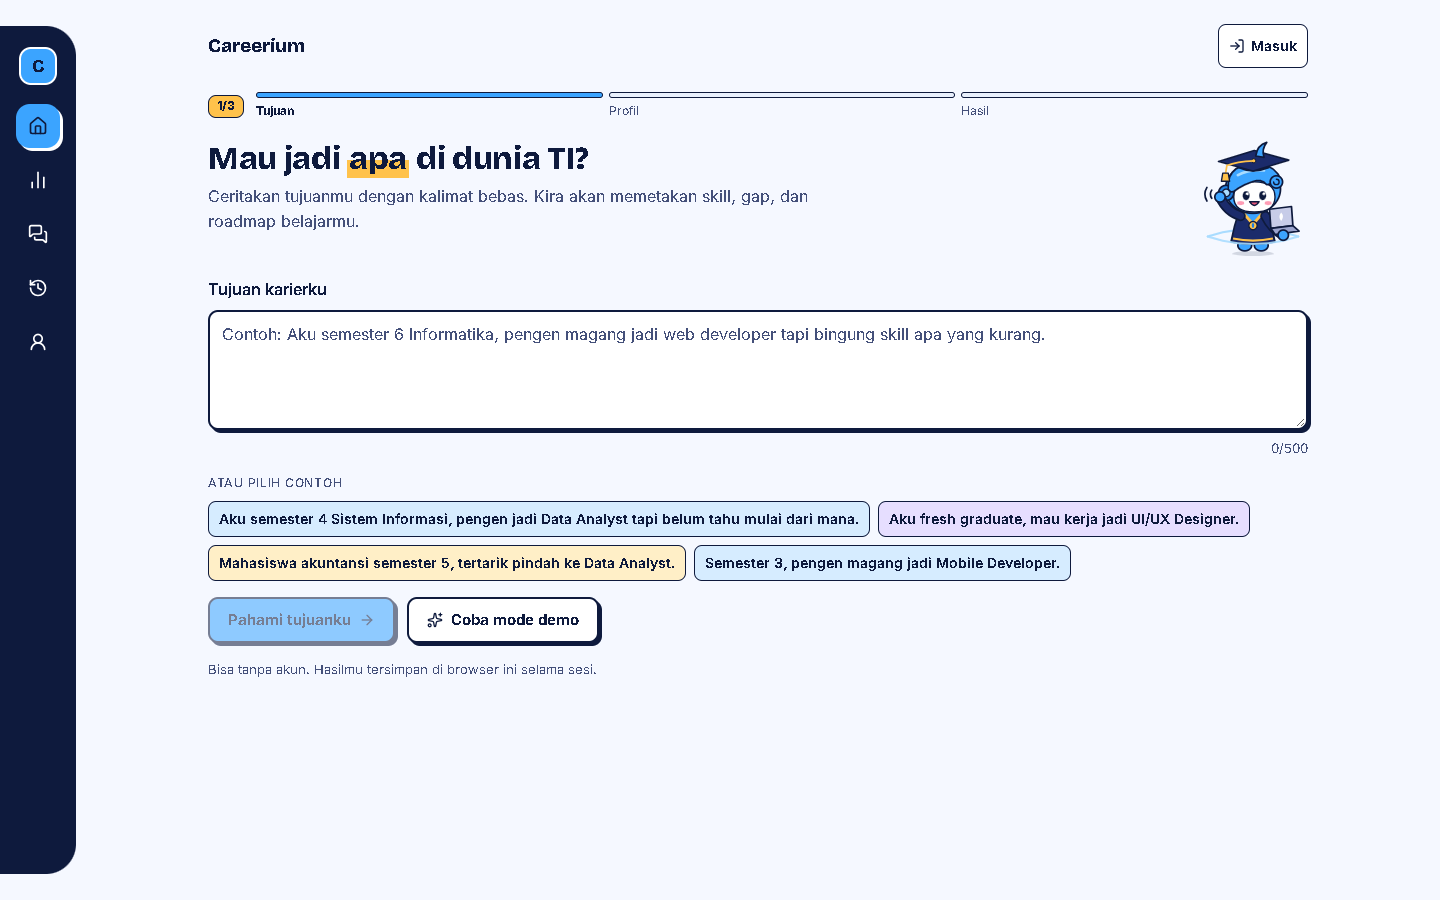 C
Careerium
Masuk
1/3
Tujuan
Profil
Hasil
Mau jadi apa di dunia TI?
Ceritakan tujuanmu dengan kalimat bebas. Kira akan memetakan skill, gap, dan
roadmap belajarmu.
Tujuan karierku
Contoh: Aku semester 6 Informatika, pengen magang jadi web developer tapi bingung skill apa yang kurang.
0/500
ATAU PILIH CONTOH
Aku semester 4 Sistem Informasi, pengen jadi Data Analyst tapi belum tahu mulai dari mana.
Aku fresh graduate, mau kerja jadi UI/UX Designer.
Mahasiswa akuntansi semester 5, tertarik pindah ke Data Analyst.
Semester 3, pengen magang jadi Mobile Developer.
Pahami tujuanku
Coba mode demo
Bisa tanpa akun. Hasilmu tersimpan di browser ini selama sesi.